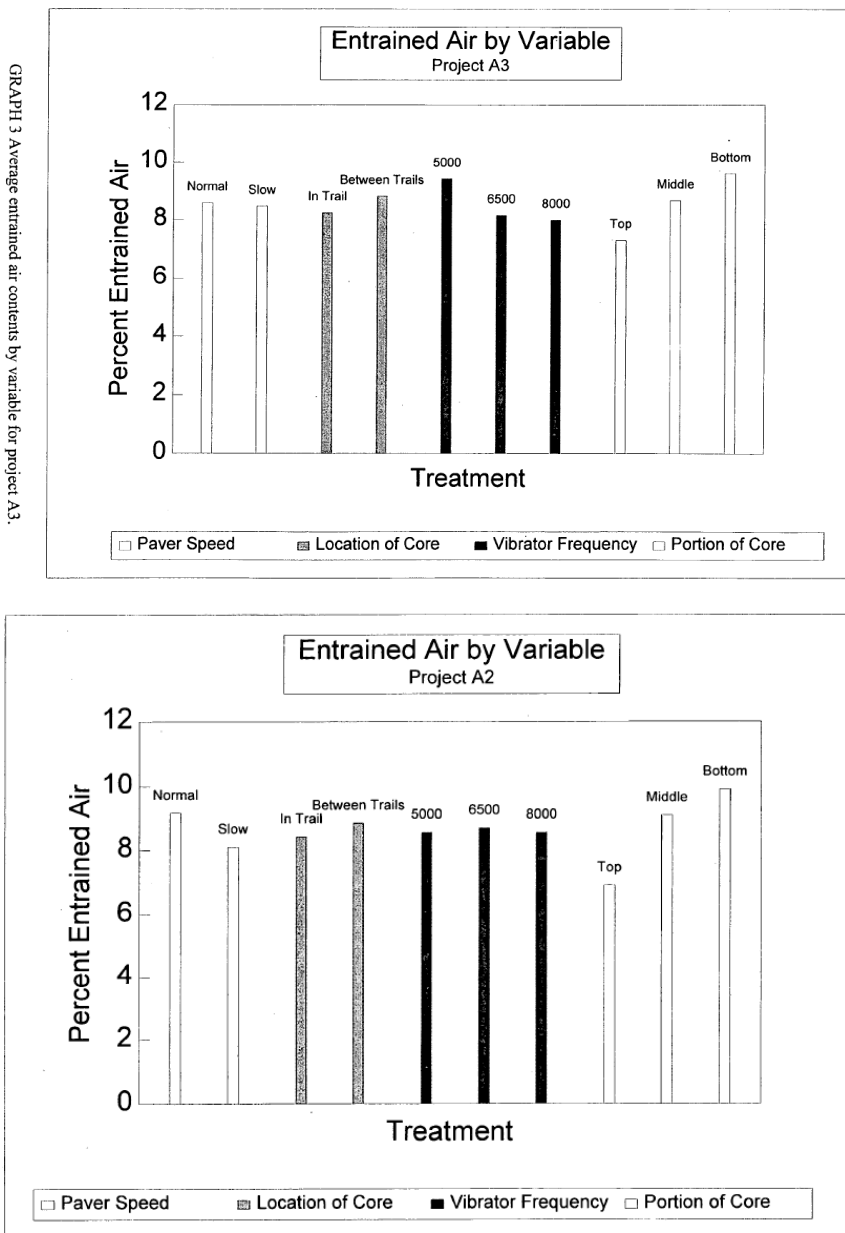 GRAPH 3 Average entrained air contents by variable for project A3.
Entrained Air by Variable
Project A3
Percent Entrained Air
12
10
8
6
4
2
0
Normal
Slow
In Trail
Between Trails
5000
6500
8000
Top
Middle
Bottom
Treatment
Paver Speed
Location of Core
Vibrator Frequency
Portion of Core
Entrained Air by Variable
Project A2
Percent Entrained Air
12
10
8
6
4
2
0
Normal
Slow
In Trail
Between Trails
5000
6500
8000
Top
Middle
Bottom
Treatment
Paver Speed
Location of Core
Vibrator Frequency
Portion of Core